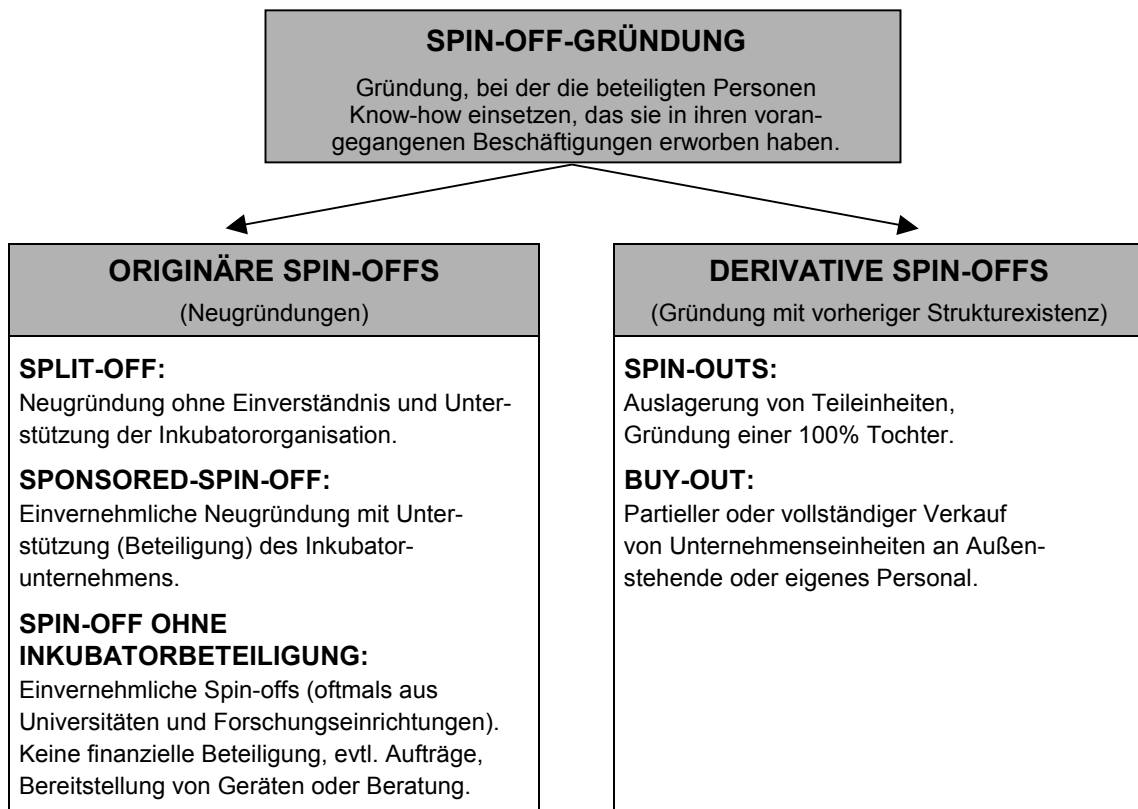 SPIN-OFF-GRÜNDUNG
Gründung, bei der die beteiligten Personen
Know-how einsetzen, das sie in ihren voran-
gegangenen Beschäftigungen erworben haben.
ORIGINÄRE SPIN-OFFS
(Neugründungen)
SPLIT-OFF:
Neugründung ohne Einverständnis und Unter-
stützung der Inkubatororganisation.
SPONSORED-SPIN-OFF:
Einvernehmliche Neugründung mit Unter-
stützung (Beteiligung) des Inkubator-
unternehmens.
SPIN-OFF OHNE
INKUBATORBETEILIGUNG:
Einvernehmliche Spin-offs (oftmals aus
Universitäten und Forschungseinrichtungen).
Keine finanzielle Beteiligung, evtl. Aufträge,
Bereitstellung von Geräten oder Beratung.
DERIVATIVE SPIN-OFFS
(Gründung mit vorheriger Strukturexistenz)
SPIN-OUTS:
Auslagerung von Teileinheiten,
Gründung einer 100% Tochter.
BUY-OUT:
Partieller oder vollständiger Verkauf
von Unternehmenseinheiten an Außen-
stehende oder eigenes Personal.